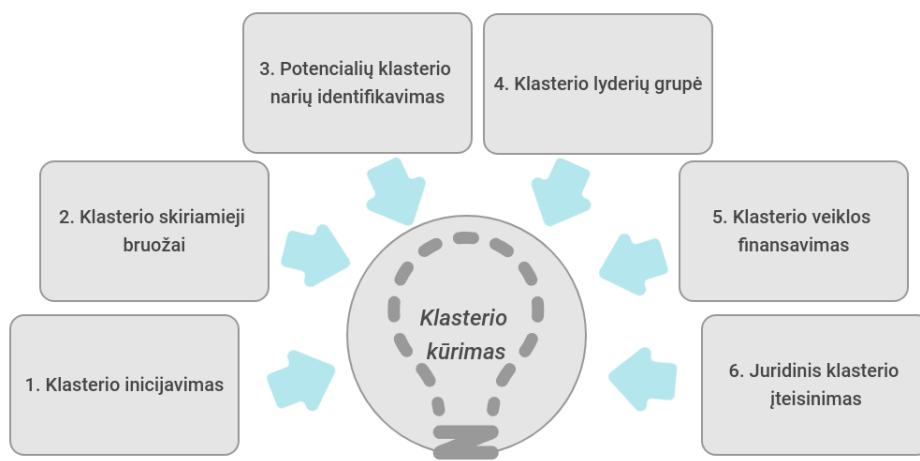 3. Potencialių klasterio
narių identifikavimas
4. Klasterio lyderių grupė
2. Klasterio skiriamieji
bruožai
5. Klasterio veiklos
finansavimas
Klasterio
kūrimas
1. Klasterio inicijavimas
6. Juridinis klasterio
įteisinimas